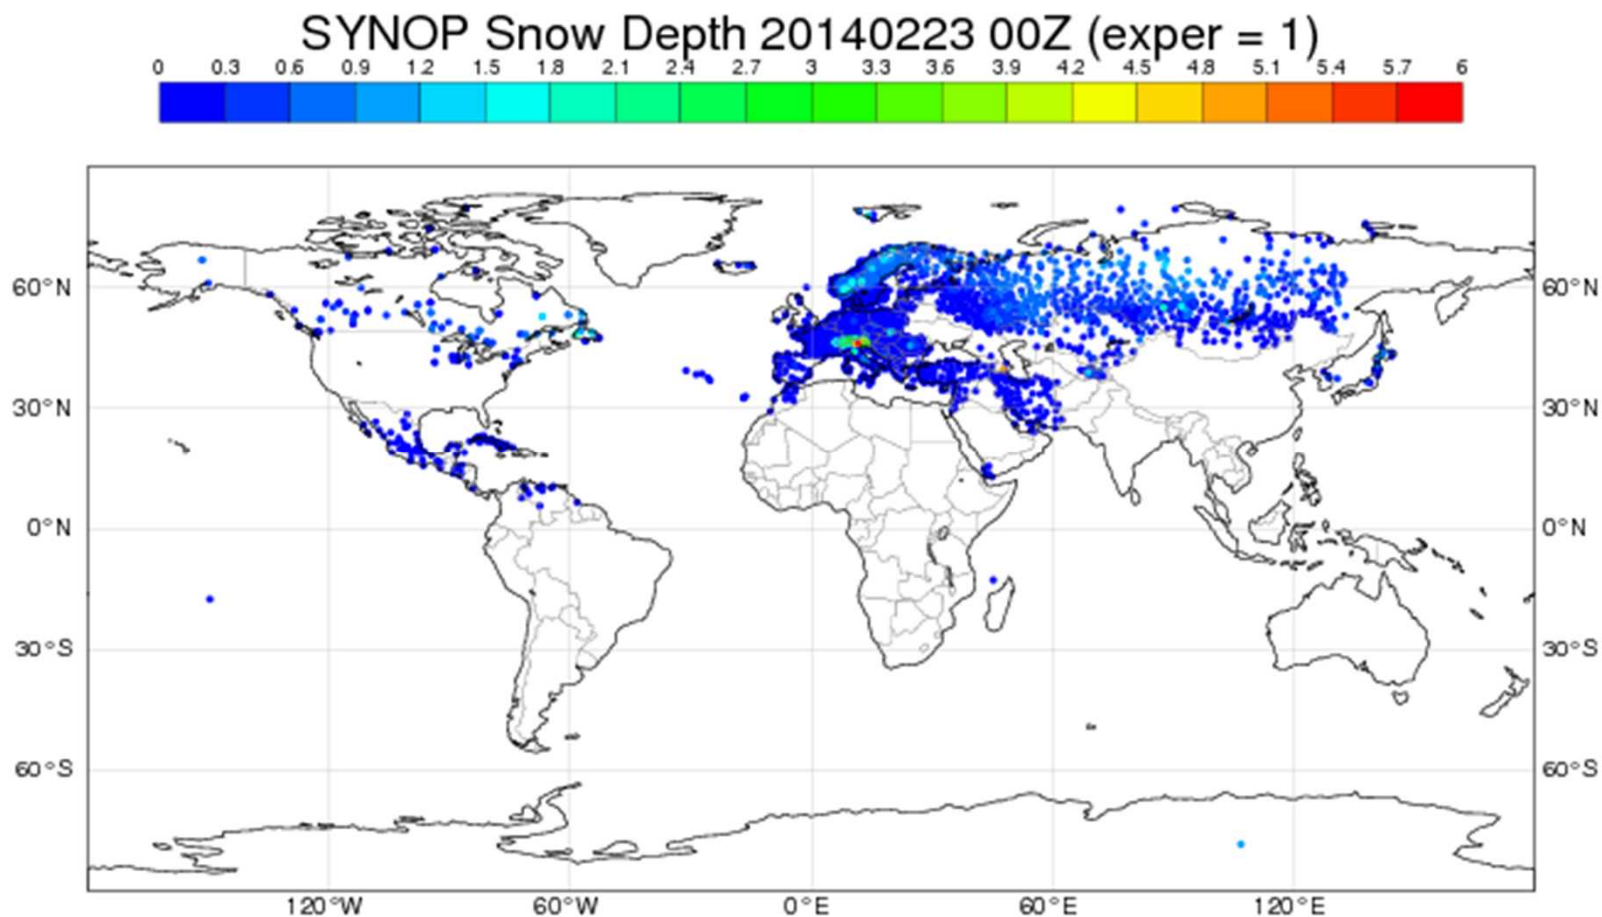 SYNOP Snow Depth 20140223 00Z (exper = 1)
0 0.3 0.6 0.9 1.2 1.5 1.8 2.1 2.4 2.7 3 3.3 3.6 3.9 4.2 4.5 4.8 5.1 5.4 5.7 6
60°N 60°N
30°N 30°N
0°N 0°N
30°S 30°S
60°S 60°S
120°W 60°W 0°E 60°E 120°E